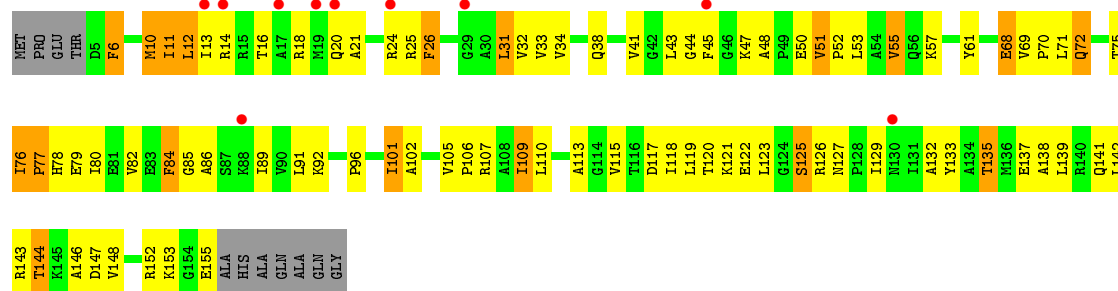 MET PRO GLU THR D5 F6 M10 I11 L12 I13 R14 R15 T16 A17 R18 M19 Q20 A21 R24 R25 F26 G29 A30 L31 V32 V33 V34 Q38 V41 G42 L43 G44 F45 G46 K47 A48 P49 E50 V51 P52 L53 A54 V55 Q56 K57 Y61 E68 V69 P70 L71 Q72 T75
I76 P77 H78 E79 I80 E81 V82 E83 F84 G85 A86 S87 K88 I89 V90 L91 K92 P96 I101 A102 V105 P106 R107 A108 I109 L110 A113 G114 V115 T116 D117 I118 L119 T120 K121 E122 L123 G124 S125 R126 N127 P128 I129 N130 I131 A132 Y133 A134 T135 M136 E137 A138 L139 R140 Q141 L142
R143 T144 K145 A146 D147 V148 R152 K153 G154 E155 ALA HIS ALA GLN ALA GLN GLY